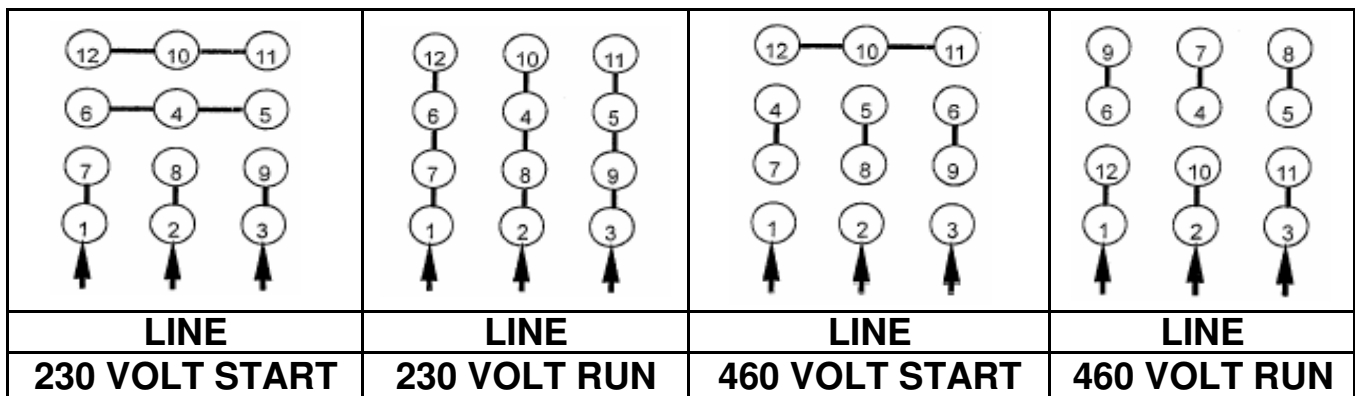 12 10 11 12 10 11 12 10 11 9 7 8
6 4 5 6 4 5 4 5 6 6 4 5
7 8 9 7 8 9 7 8 9 12 10 11
1 2 3 1 2 3 1 2 3 1 2 3
LINE LINE LINE LINE
230 VOLT START 230 VOLT RUN 460 VOLT START 460 VOLT RUN